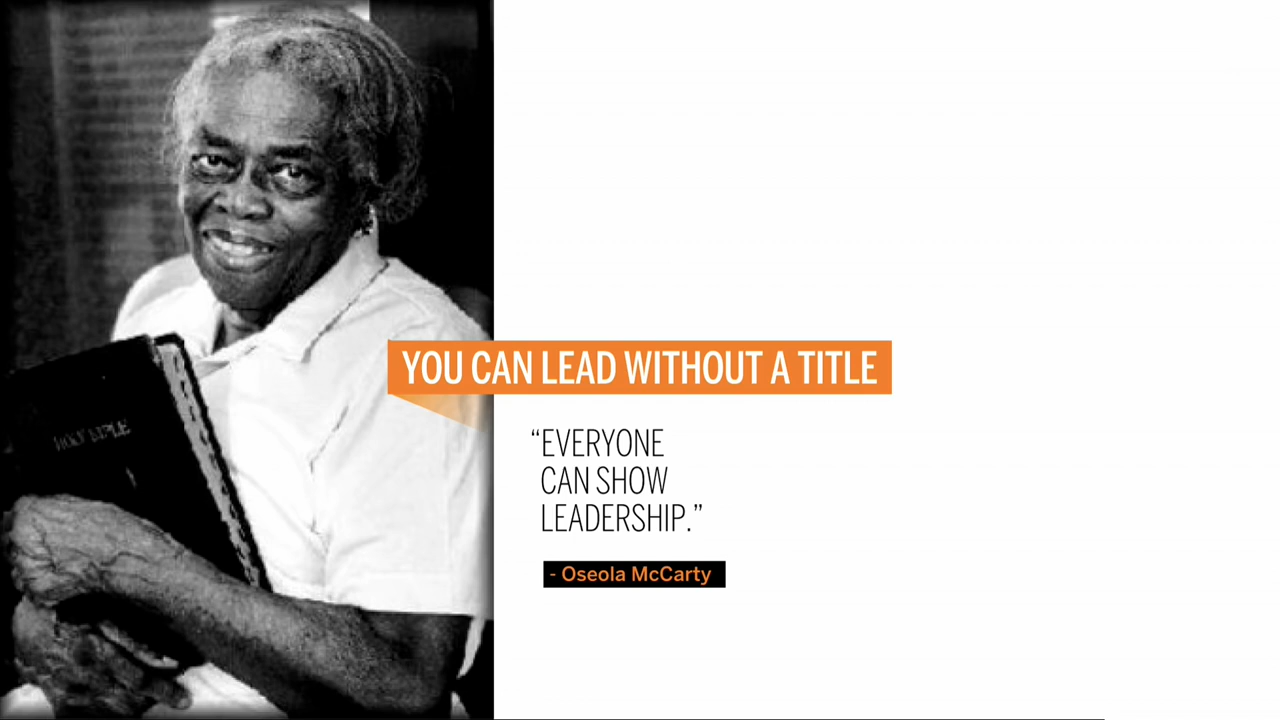 HOLY BIBLE
YOU CAN LEAD WITHOUT A TITLE
“EVERYONE
CAN SHOW
LEADERSHIP.”
- Oseola McCarty